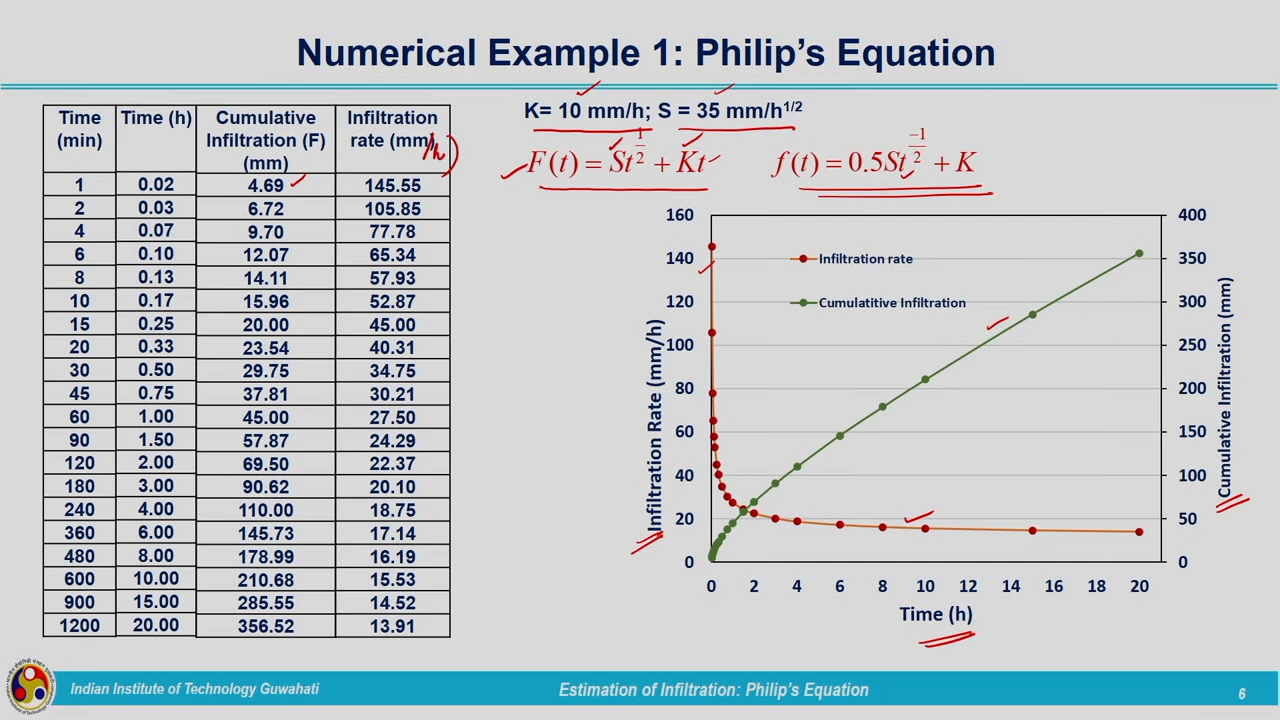 Numerical Example 1: Philip's Equation
Time (min) Time (h) Cumulative Infiltration (F) (mm) Infiltration rate (mm/h)
1 0.02 4.69 145.55
2 0.03 6.72 105.85
4 0.07 9.70 77.78
6 0.10 12.07 65.34
8 0.13 14.11 57.93
10 0.17 15.96 52.87
15 0.25 20.00 45.00
20 0.33 23.54 40.31
30 0.50 29.75 34.75
45 0.75 37.81 30.21
60 1.00 45.00 27.50
90 1.50 57.87 24.29
120 2.00 69.50 22.37
180 3.00 90.62 20.10
240 4.00 110.00 18.75
360 6.00 145.73 17.14
480 8.00 178.99 16.19
600 10.00 210.68 15.53
900 15.00 285.55 14.52
1200 20.00 356.52 13.91
K= 10 mm/h; S = 35 mm/h^1/2
F(t) = St^1/2 + Kt f(t) = 0.5St^-1/2 + K
160 400
140 350
120 300
100 250
80 200
60 150
40 100
20 50
0 0
Infiltration rate
Cumulatitive Infiltration
Infiltration Rate (mm/h)
Cumulative Infiltration (mm)
0 2 4 6 8 10 12 14 16 18 20
Time (h)
Indian Institute of Technology Guwahati Estimation of Infiltration: Philip's Equation 6